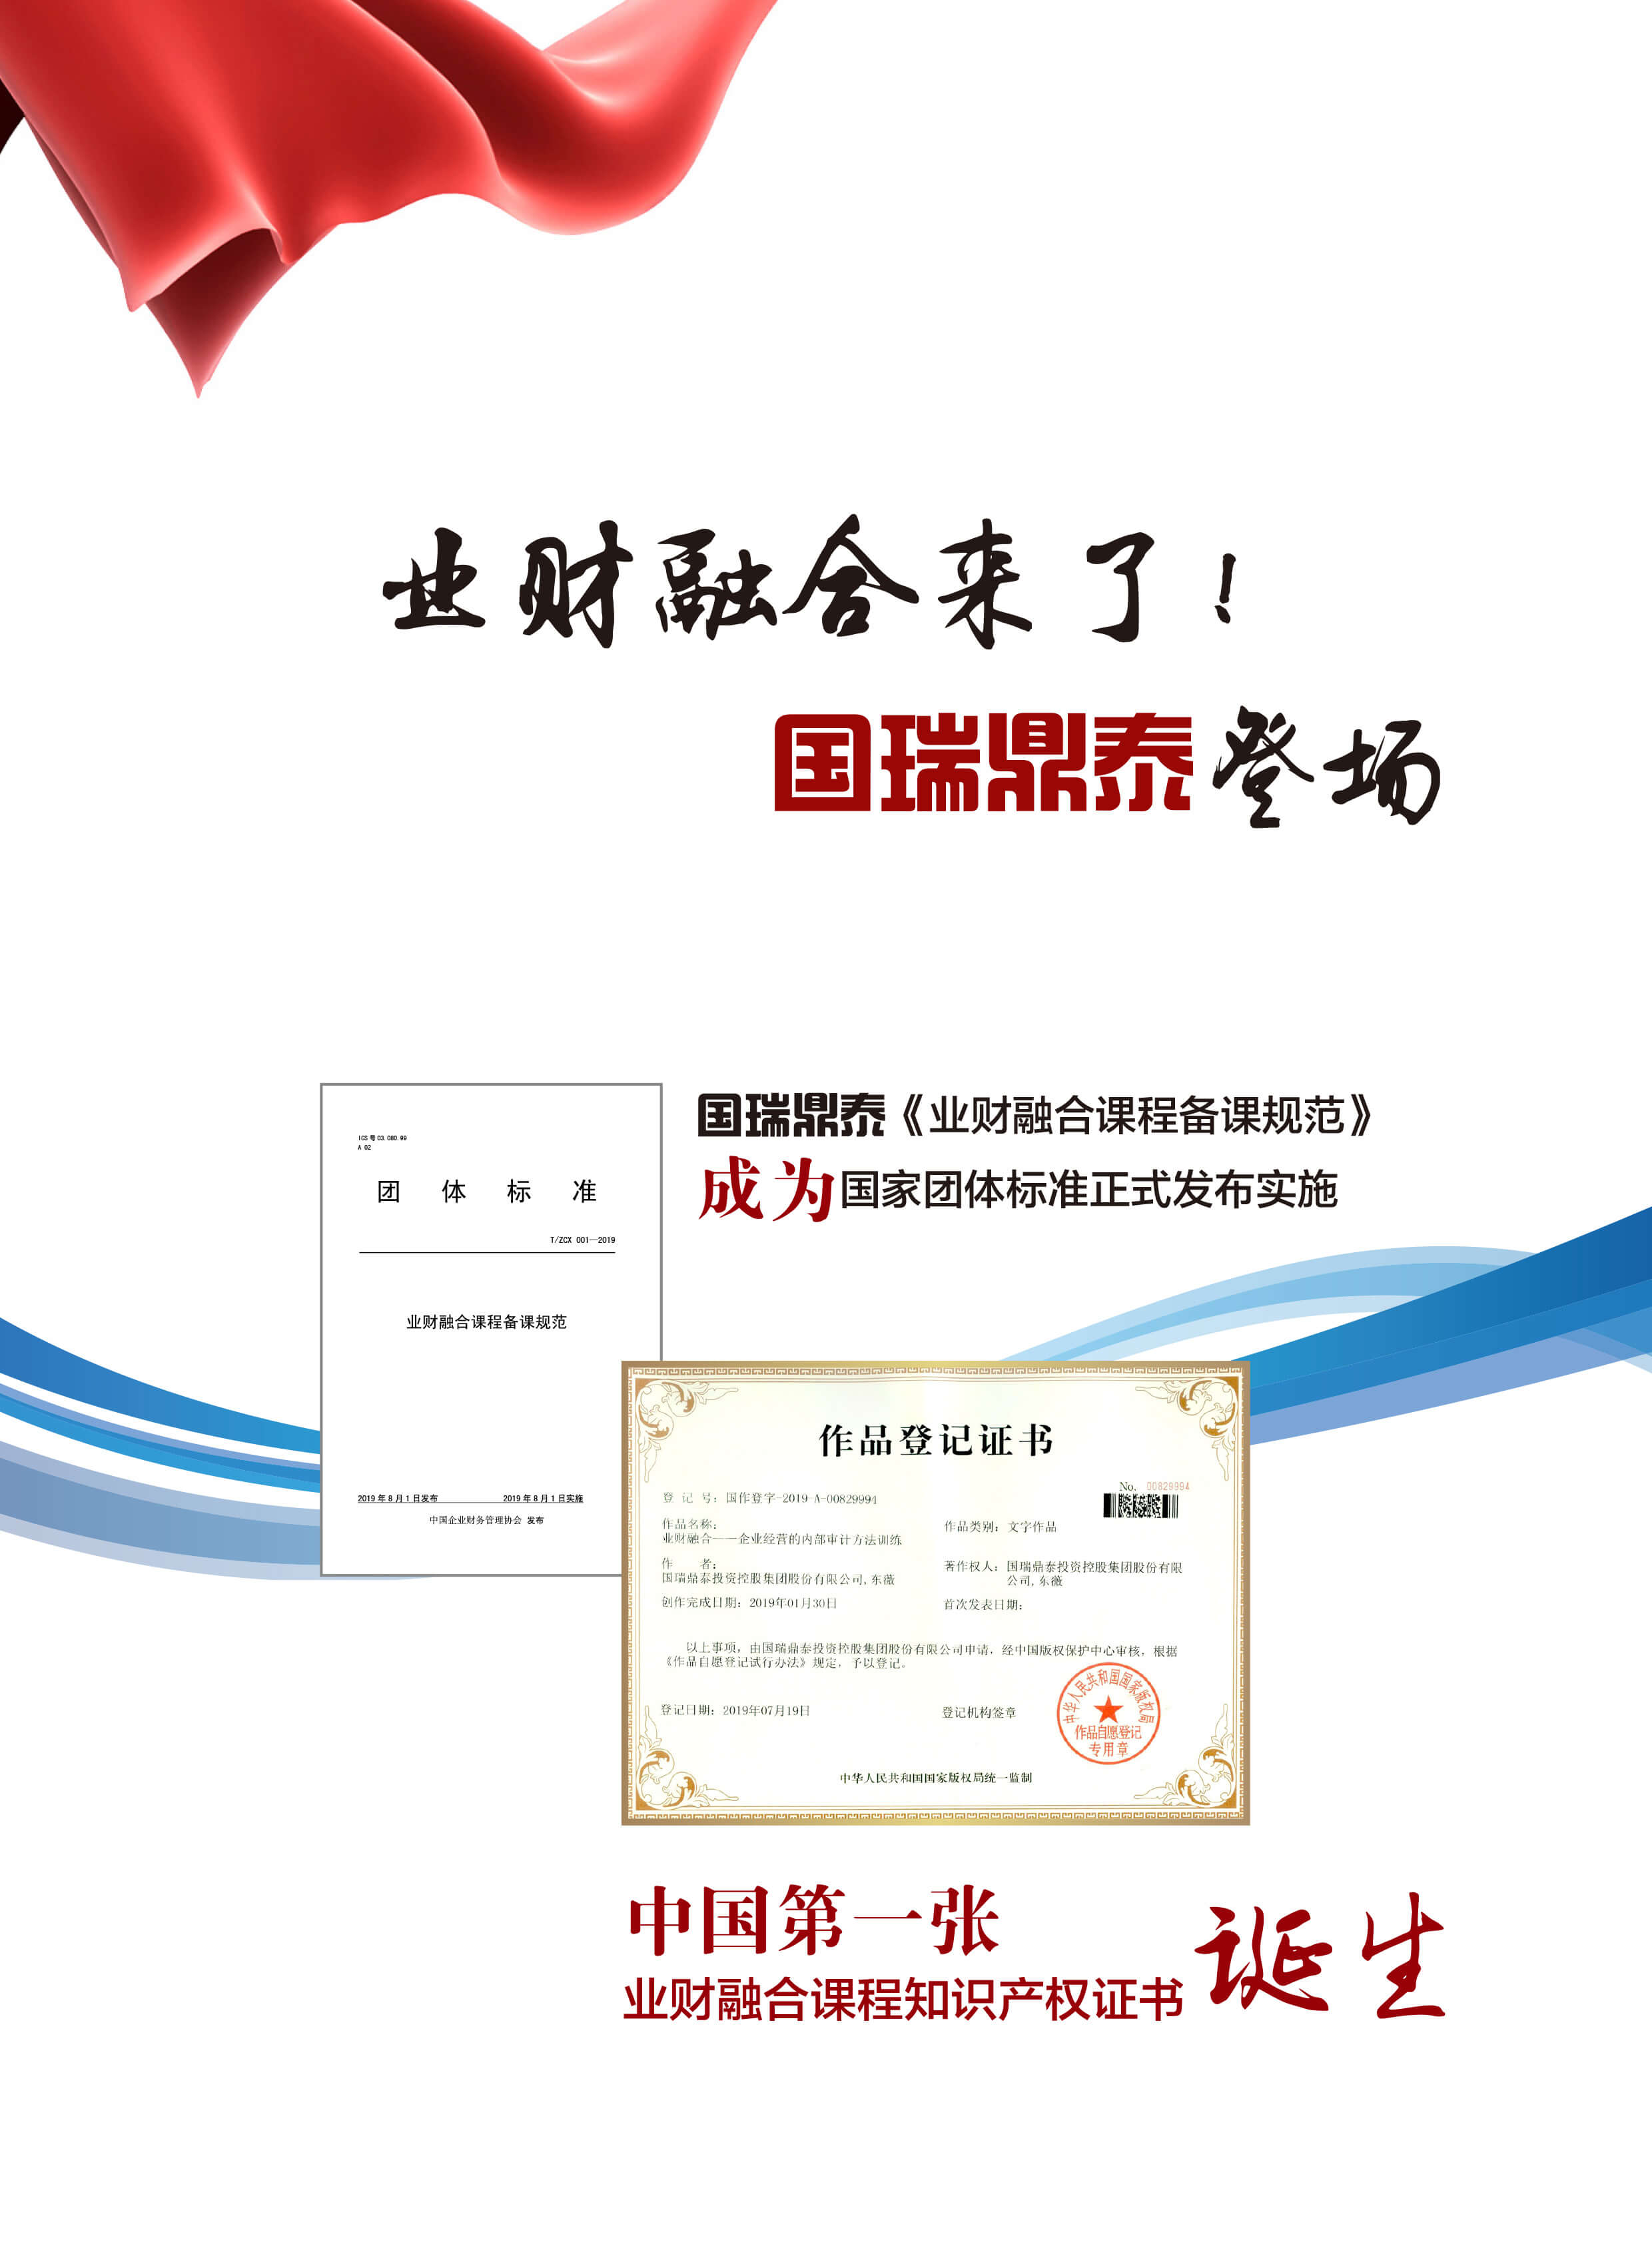 业财融合来了！
国瑞鼎泰登场
国瑞鼎泰《业财融合课程备课规范》
成为国家团体标准正式发布实施
ICS 号 03.080.99
A 02
团 体 标 准
T/ZCX 001—2019
业财融合课程备课规范
2019 年 8 月 1 日发布 2019 年 8 月 1 日实施
中国企业财务管理协会 发布
作品登记证书
No. 00829994
登 记 号：国作登字-2019-A-00829994
作品名称：
业财融合——企业经营的内部审计方法训练
作品类别：文字作品
作 者：
国瑞鼎泰投资控股集团股份有限公司,东薇
著作权人：国瑞鼎泰投资控股集团股份有限
公司,东薇
创作完成日期：2019年01月30日
首次发表日期：
以上事项，由国瑞鼎泰投资控股集团股份有限公司申请，经中国版权保护中心审核，根据
《作品自愿登记试行办法》规定，予以登记。
登记日期：2019年07月19日
登记机构签章
中华人民共和国国家版权局
作品自愿登记
专用章
中华人民共和国国家版权局统一监制
中国第一张
业财融合课程知识产权证书诞生